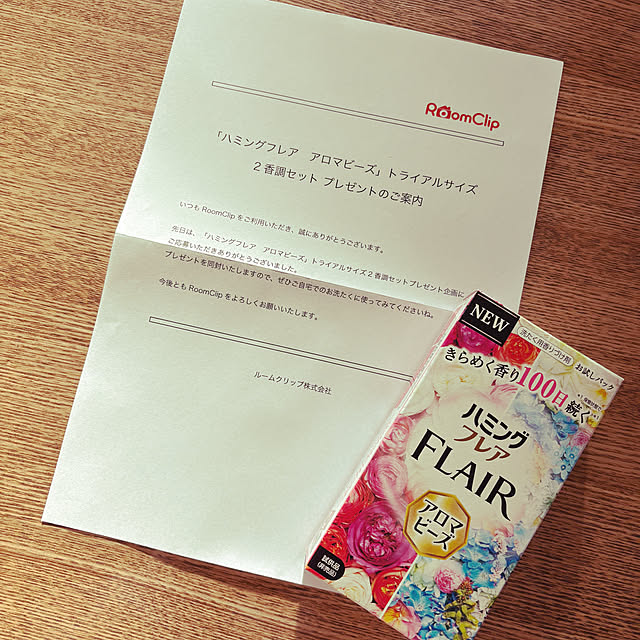 RoomClip
「ハミングフレア　アロマビーズ」トライアルサイズ
２香調セット プレゼントのご案内
いつも RoomClip をご利用いただき、誠にありがとうございます。
先日は、「ハミングフレア　アロマビーズ」トライアルサイズ２香調セットプレゼント企画に
ご応募いただきありがとうございました。
プレゼントを同封いたしますので、ぜひご自宅でのお洗たくに使ってみてくださいね。
今後とも RoomClip をよろしくお願いいたします。
ルームクリップ株式会社
NEW
洗たく用香りづけ剤 お試しパック
きらめく香り100日続く
ハミング
フレア
FLAIR
アロマ
ビーズ
試供品
(非売品)